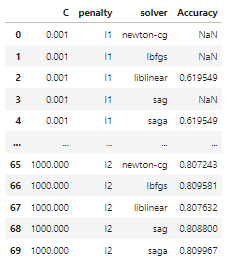 C penalty solver Accuracy
0 0.001 l1 newton-cg NaN
1 0.001 l1 lbfgs NaN
2 0.001 l1 liblinear 0.619549
3 0.001 l1 sag NaN
4 0.001 l1 saga 0.619549
... ... ... ... ...
65 1000.000 l2 newton-cg 0.807243
66 1000.000 l2 lbfgs 0.809581
67 1000.000 l2 liblinear 0.807632
68 1000.000 l2 sag 0.808800
69 1000.000 l2 saga 0.809967